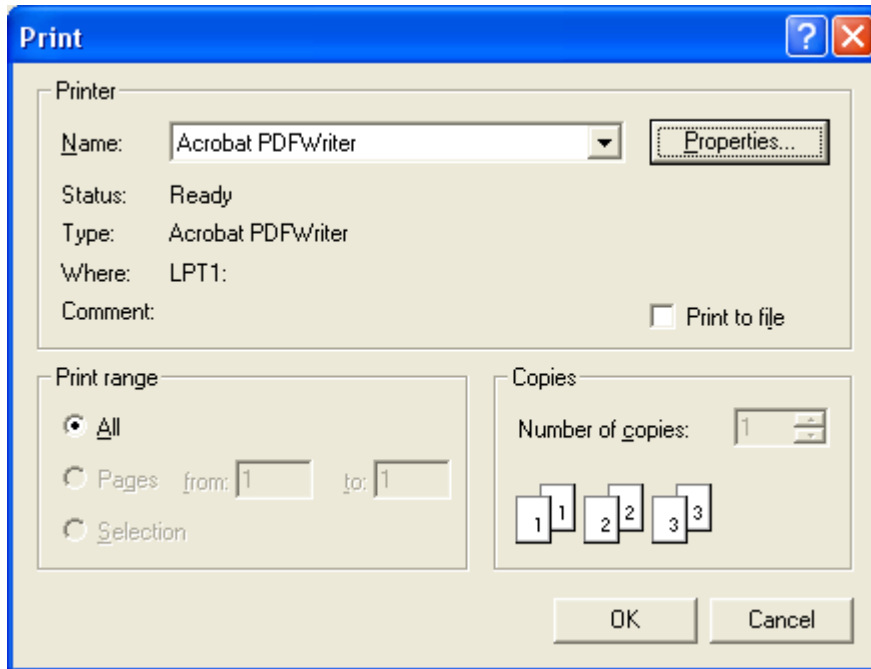 Print
Printer
Name: Acrobat PDFWriter Properties...
Status: Ready
Type: Acrobat PDFWriter
Where: LPT1:
Comment:
Print to file
Print range
All
Pages from: 1 to: 1
Selection
Copies
Number of copies: 1
1 1 2 2 3 3
OK Cancel